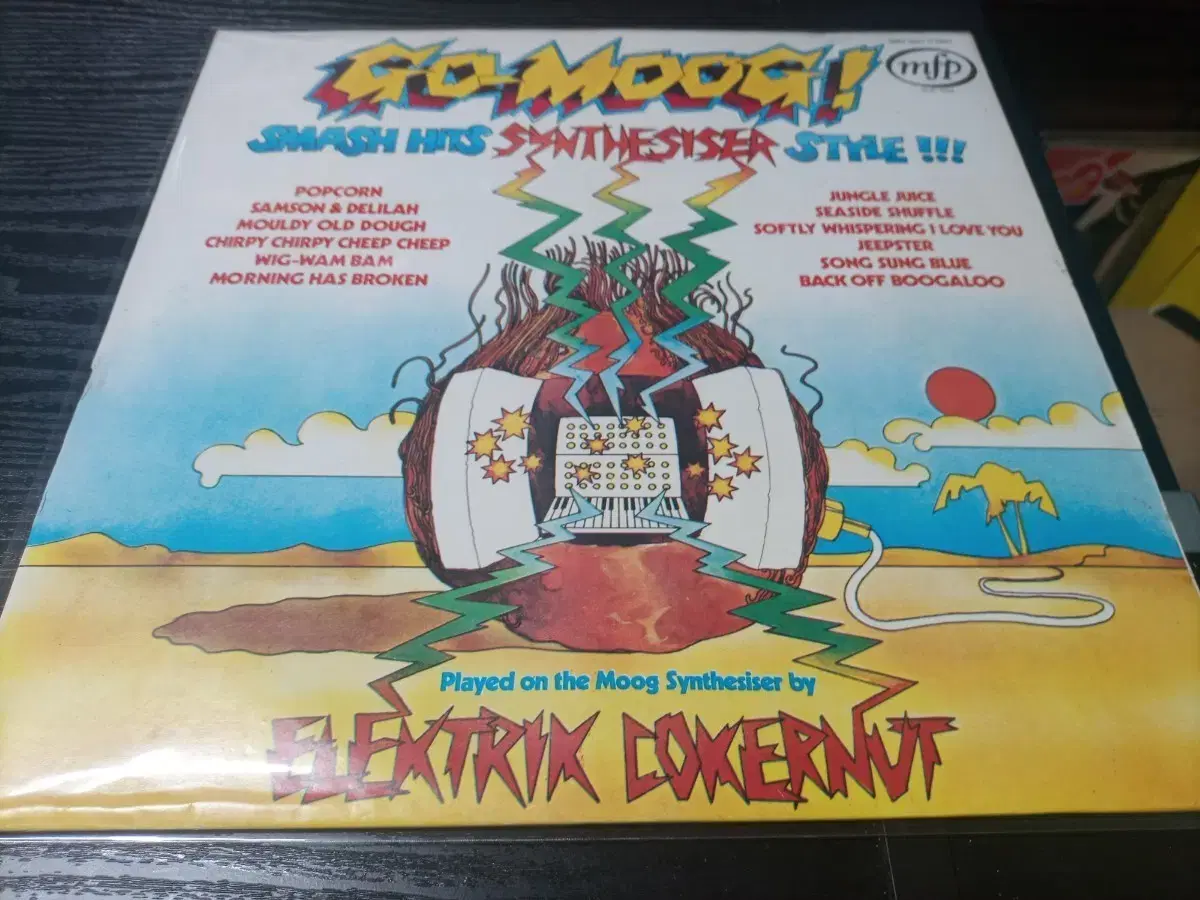 GO-MOOG!
mfp
SMASH HITS SYNTHESISER STYLE !!!
POPCORN
SAMSON & DELILAH
MOULDY OLD DOUGH
CHIRPY CHIRPY CHEEP CHEEP
WIG-WAM BAM
MORNING HAS BROKEN
JUNGLE JUICE
SEASIDE SHUFFLE
SOFTLY WHISPERING I LOVE YOU
JEEPSTER
SONG SUNG BLUE
BACK OFF BOOGALOO
Played on the Moog Synthesiser by
ELEKTRIK COKERNUT